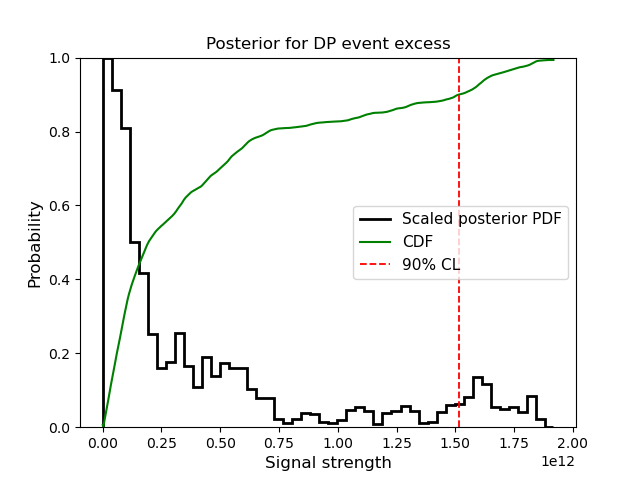 Posterior for DP event excess
1.0
0.8
0.6
0.4
0.2
0.0
Probability
Scaled posterior PDF
CDF
90% CL
0.00 0.25 0.50 0.75 1.00 1.25 1.50 1.75 2.00
1e12
Signal strength